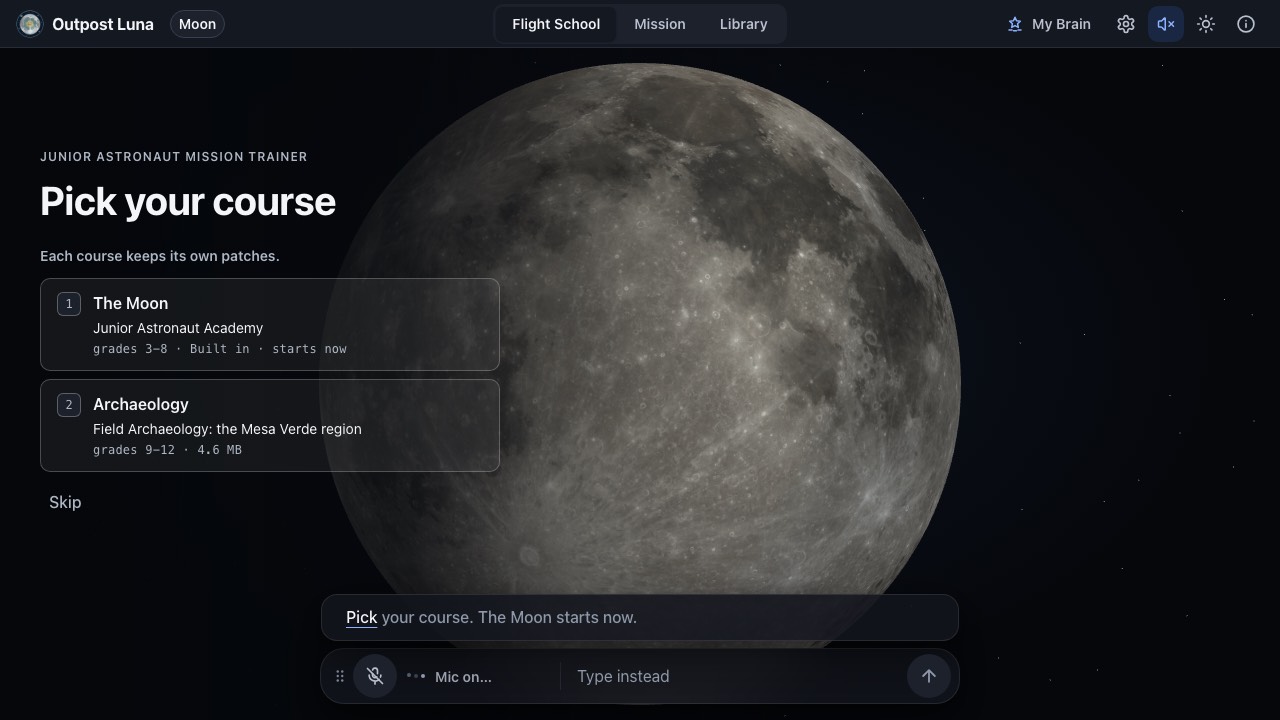 Outpost Luna
Moon
Flight School
Mission
Library
My Brain
JUNIOR ASTRONAUT MISSION TRAINER
Pick your course
Each course keeps its own patches.
1
The Moon
Junior Astronaut Academy
grades 3–8 · Built in · starts now
2
Archaeology
Field Archaeology: the Mesa Verde region
grades 9–12 · 4.6 MB
Skip
Pick your course. The Moon starts now.
Mic on...
Type instead